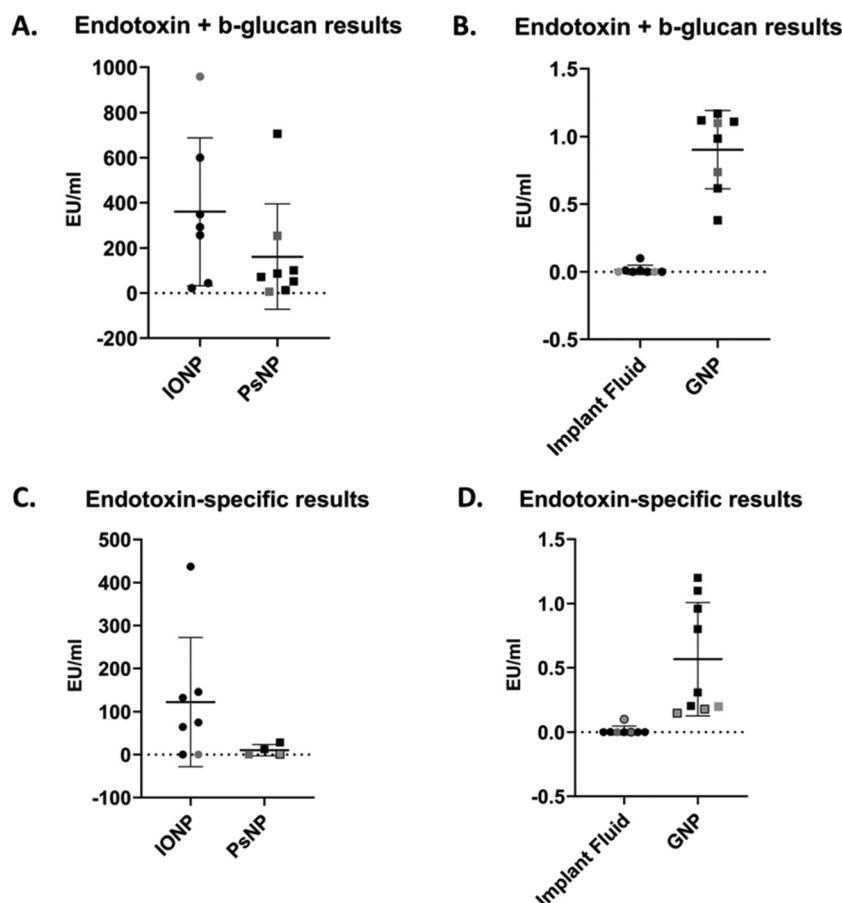 A. Endotoxin + b-glucan results
1000
800
600
400
200
0
-200
EU/ml
IONP
PsNP
B. Endotoxin + b-glucan results
1.5
1.0
0.5
0.0
-0.5
EU/ml
Implant Fluid
GNP
C. Endotoxin-specific results
500
400
300
200
100
0
-100
EU/ml
IONP
PsNP
D. Endotoxin-specific results
1.5
1.0
0.5
0.0
-0.5
EU/ml
Implant Fluid
GNP